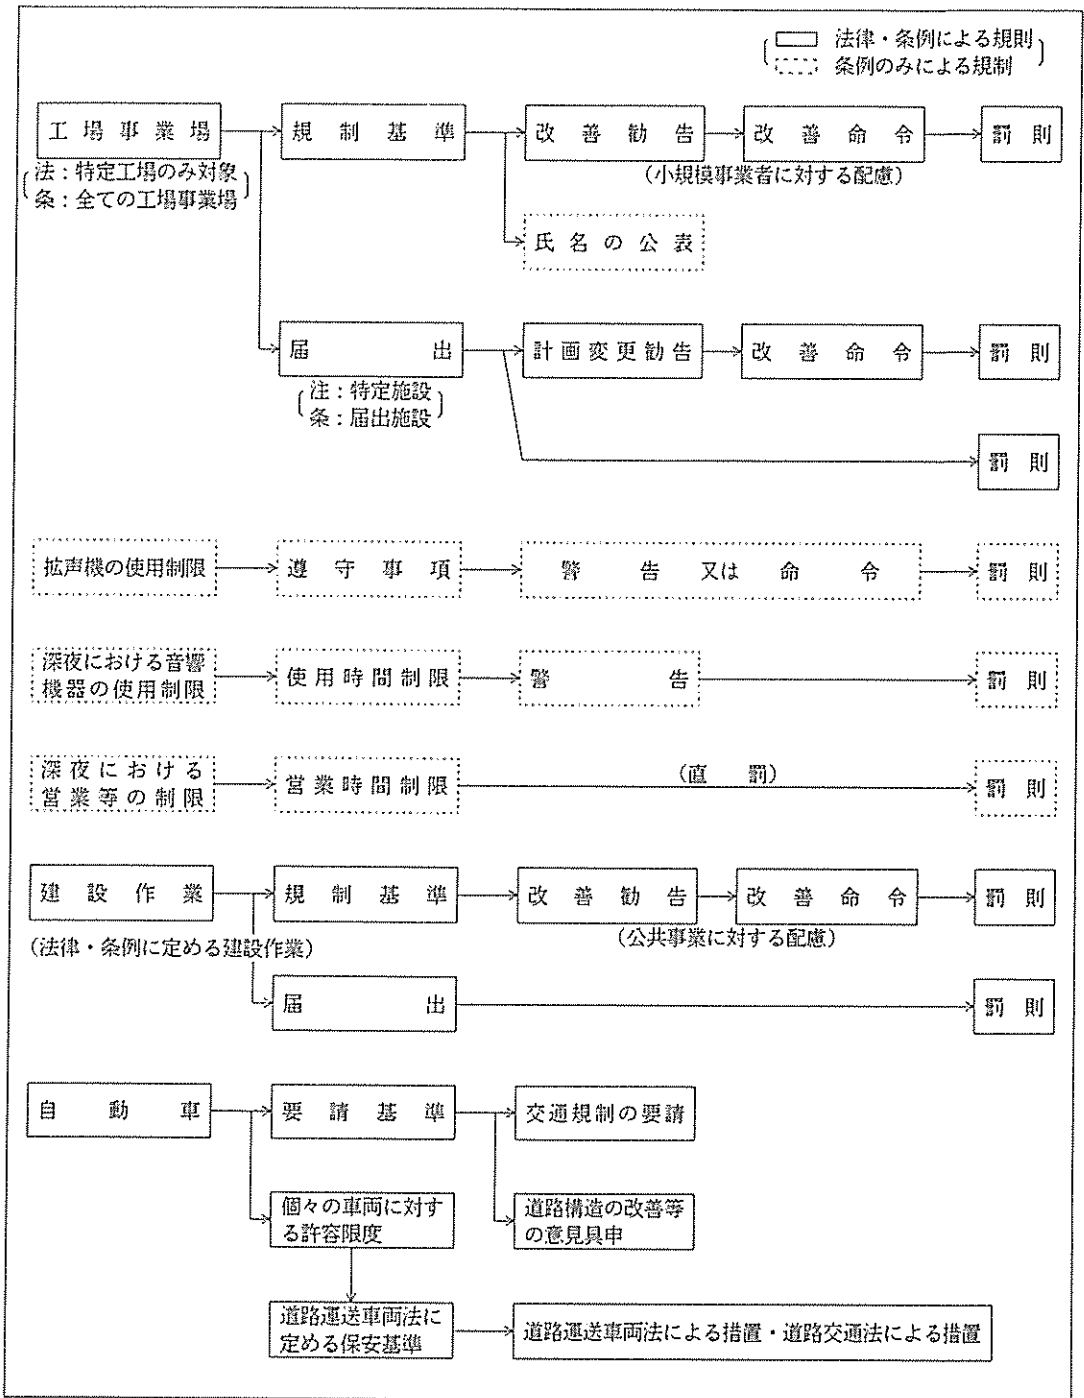 法律・条例による規則
条例のみによる規制
工場事業場
規制基準
改善勧告
改善命令
罰則
法：特定工場のみ対象
条：全ての工場事業場
（小規模事業者に対する配慮）
氏名の公表
届出
計画変更勧告
改善命令
罰則
注：特定施設
条：届出施設
罰則
拡声機の使用制限
遵守事項
警告又は命令
罰則
深夜における音響
機器の使用制限
使用時間制限
警告
罰則
深夜における
営業等の制限
営業時間制限
（直罰）
罰則
建設作業
規制基準
改善勧告
改善命令
罰則
（法律・条例に定める建設作業）
（公共事業に対する配慮）
届出
罰則
自動車
要請基準
交通規制の要請
個々の車両に対す
る許容限度
道路構造の改善等
の意見具申
道路運送車両法に
定める保安基準
道路運送車両法による措置・道路交通法による措置